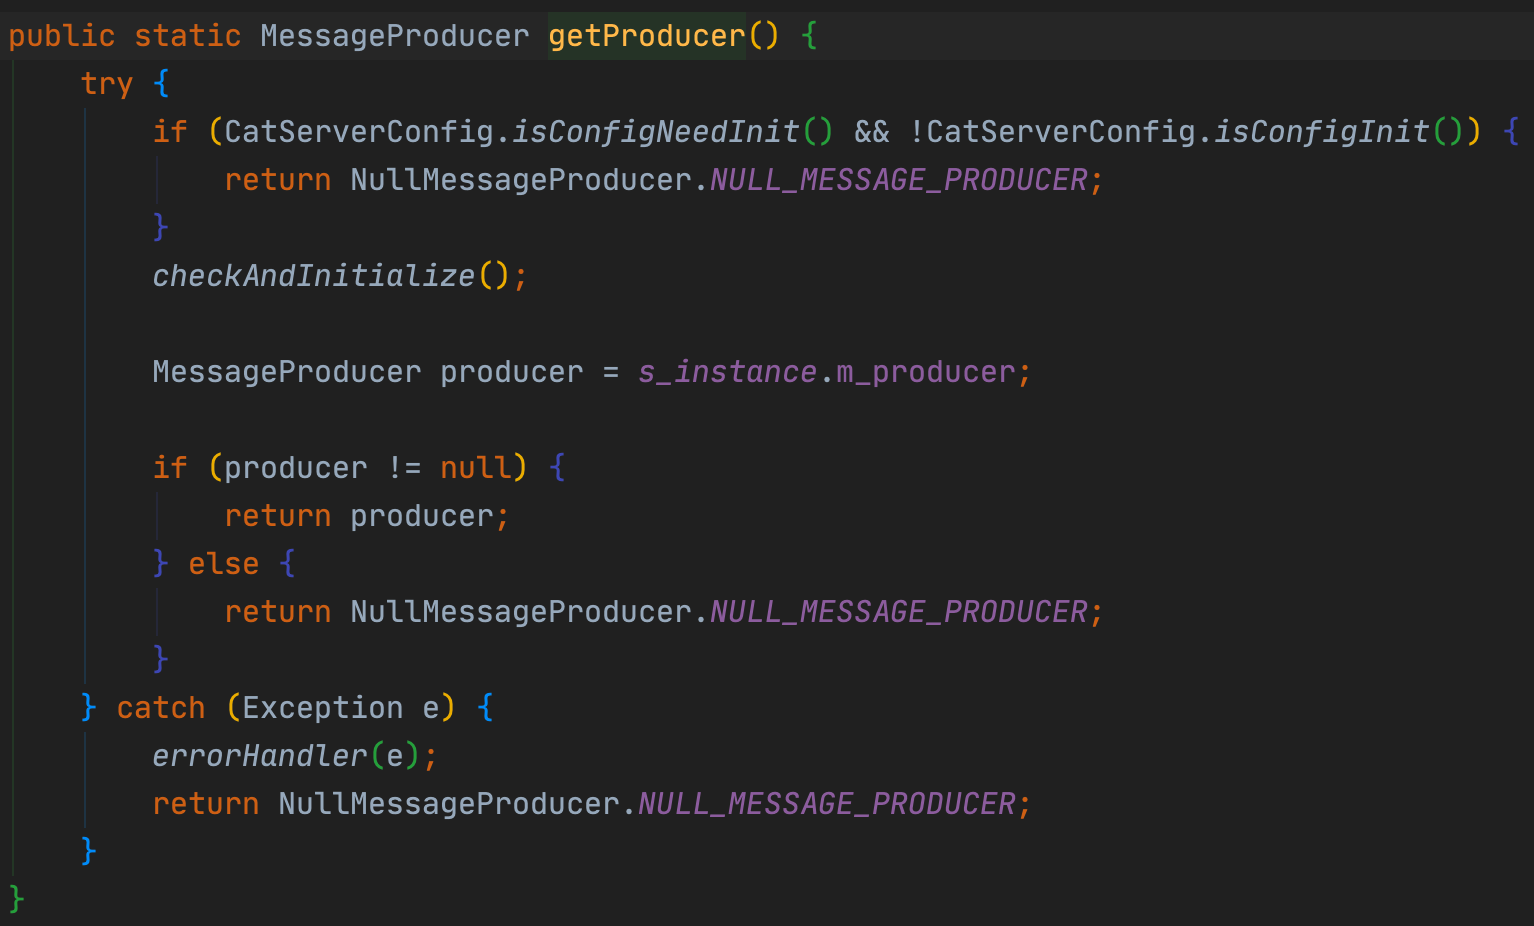 public static MessageProducer getProducer() {
    try {
        if (CatServerConfig.isConfigNeedInit() && !CatServerConfig.isConfigInit()) {
            return NullMessageProducer.NULL_MESSAGE_PRODUCER;
        }
        checkAndInitialize();

        MessageProducer producer = s_instance.m_producer;

        if (producer != null) {
            return producer;
        } else {
            return NullMessageProducer.NULL_MESSAGE_PRODUCER;
        }
    } catch (Exception e) {
        errorHandler(e);
        return NullMessageProducer.NULL_MESSAGE_PRODUCER;
    }
}